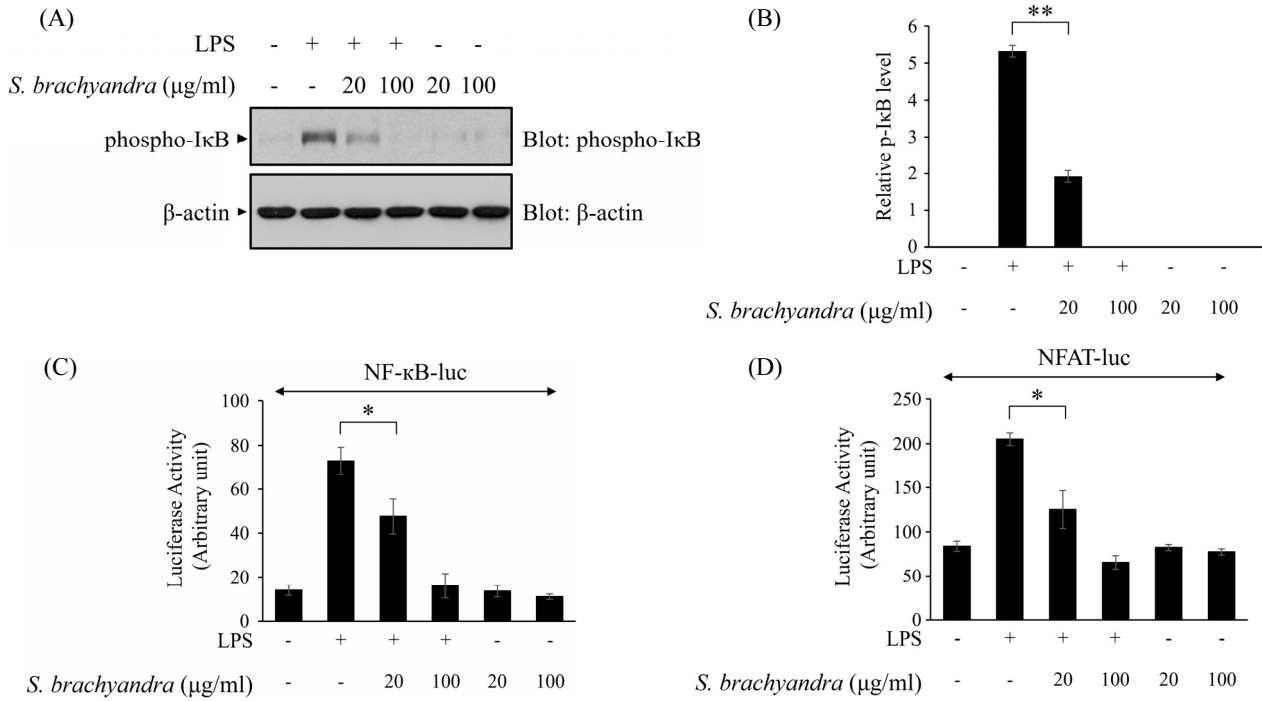 (A)
LPS - + + + - -
S. brachyandra (μg/ml) - - 20 100 20 100
phospho-IκB Blot: phospho-IκB
β-actin Blot: β-actin
(B)
**
Relative p-IκB level
6
5
4
3
2
1
0
LPS - + + + - -
S. brachyandra (μg/ml) - - 20 100 20 100
(C)
NF-κB-luc
*
Luciferase Activity
(Arbitrary unit)
100
80
60
40
20
0
LPS - + + + - -
S. brachyandra (μg/ml) - - 20 100 20 100
(D)
NFAT-luc
*
Luciferase Activity
(Arbitrary unit)
250
200
150
100
50
0
LPS - + + + - -
S. brachyandra (μg/ml) - - 20 100 20 100